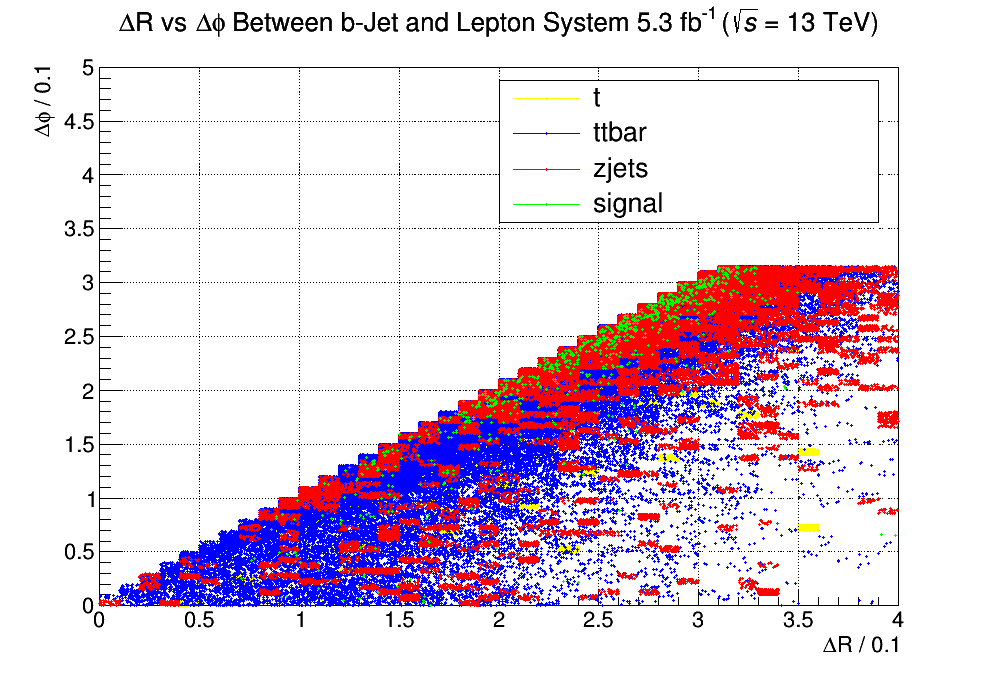 ΔR vs Δϕ Between b-Jet and Lepton System 5.3 fb⁻¹ (√s = 13 TeV)
Δϕ / 0.1
5
4.5
4
3.5
3
2.5
2
1.5
1
0.5
0
t
ttbar
zjets
signal
0 0.5 1 1.5 2 2.5 3 3.5 4
ΔR / 0.1